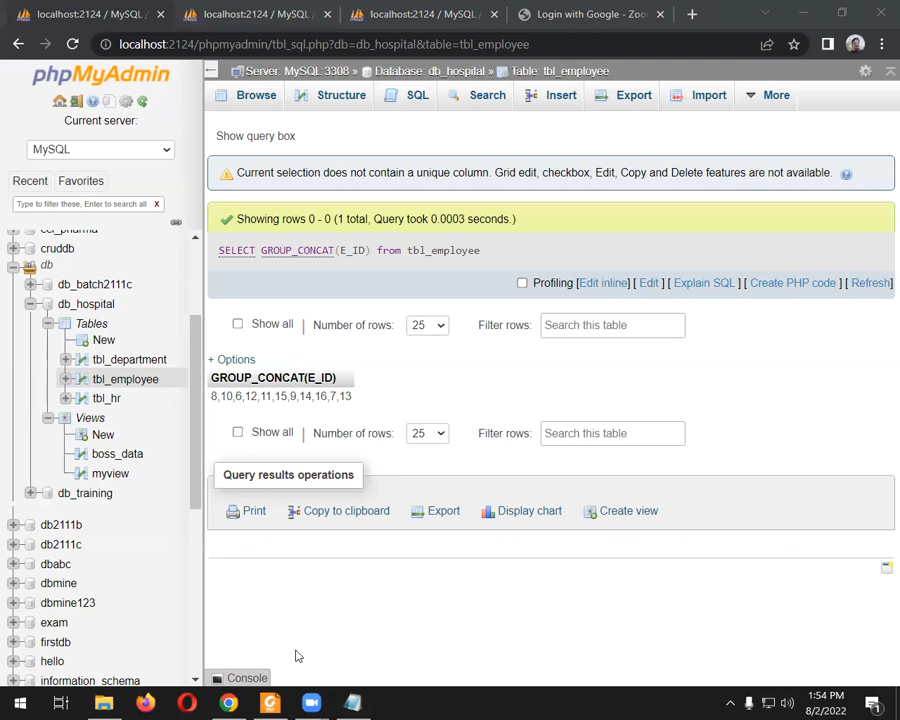 localhost:2124 / MySQL × localhost:2124 / MySQL × localhost:2124 / MySQL × Login with Google - Zoo × +
localhost:2124/phpmyadmin/tbl_sql.php?db=db_hospital&table=tbl_employee
phpMyAdmin
Server: MySQL:3308 » Database: db_hospital » Table: tbl_employee
Current server:
MySQL
Recent Favorites
Type to filter these, Enter to search all X
cruddb
db
db_batch2111c
db_hospital
Tables
New
tbl_department
tbl_employee
tbl_hr
Views
New
boss_data
myview
db_training
db2111b
db2111c
dbabc
dbmine
dbmine123
exam
firstdb
hello
information_schema
Browse Structure SQL Search Insert Export Import More
Show query box
Current selection does not contain a unique column. Grid edit, checkbox, Edit, Copy and Delete features are not available.
Showing rows 0 - 0 (1 total, Query took 0.0003 seconds.)
SELECT GROUP_CONCAT(E_ID) from tbl_employee
Profiling [Edit inline] [ Edit ] [ Explain SQL ] [ Create PHP code ] [ Refresh]
Show all | Number of rows: 25 Filter rows: Search this table
+ Options
GROUP_CONCAT(E_ID)
8,10,6,12,11,15,9,14,16,7,13
Show all | Number of rows: 25 Filter rows: Search this table
Query results operations
Print Copy to clipboard Export Display chart Create view
Console
1:54 PM
8/2/2022
1